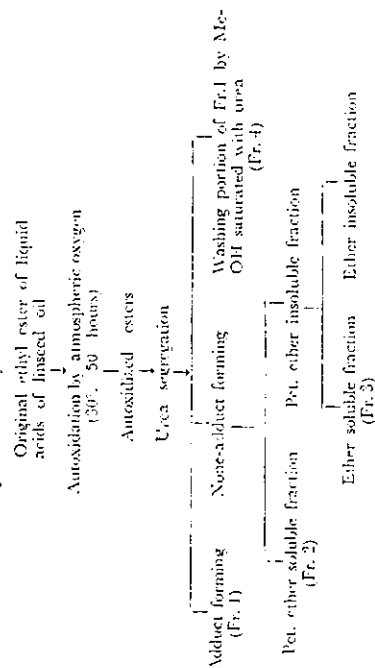 Original ethyl ester of liquid
acids of linseed oil
Autoxidation by atmospheric oxygen
(30°, 50 hours)
Autoxidized esters
Urea segregation
Adduct forming
(Fr. 1)
None-adduct forming
Washing portion of Fr.1 by Me-
OH saturated with urea
(Fr. 4)
Pet. ether soluble fraction
(Fr. 2)
Pet. ether insoluble fraction
Ether soluble fraction
(Fr. 3)
Ether insoluble fraction